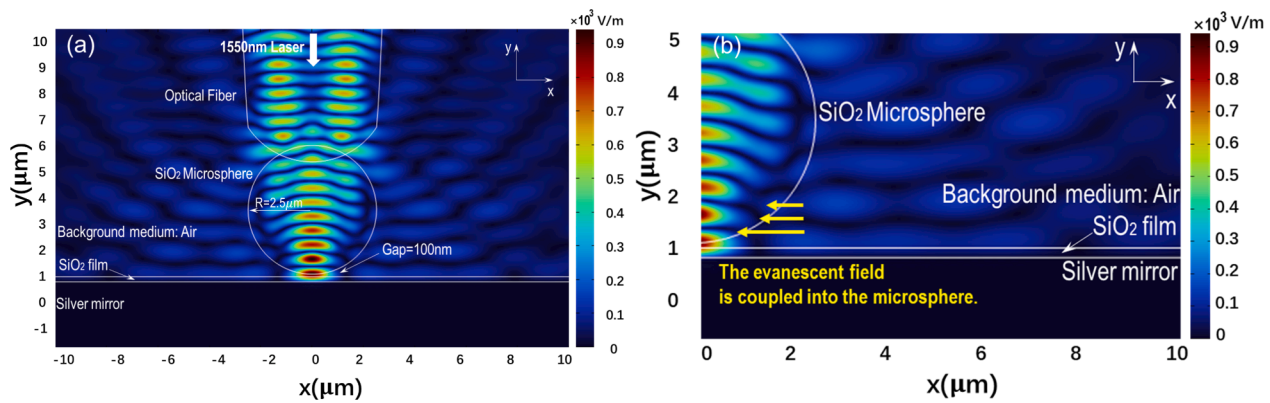 (a)
×10³ V/m
1550nm Laser
y
x
Optical Fiber
SiO₂ Microsphere
R=2.5μm
Background medium: Air
Gap=100nm
SiO₂ film
Silver mirror
y(μm)
10
9
8
7
6
5
4
3
2
1
0
-1
-10 -8 -6 -4 -2 0 2 4 6 8 10
x(μm)
0.9
0.8
0.7
0.6
0.5
0.4
0.3
0.2
0.1
0
(b)
×10³ V/m
y
x
SiO₂ Microsphere
Background medium: Air
SiO₂ film
Silver mirror
The evanescent field
is coupled into the microsphere.
y(μm)
5
4
3
2
1
0
0 2 4 6 8 10
x(μm)
0.9
0.8
0.7
0.6
0.5
0.4
0.3
0.2
0.1
0